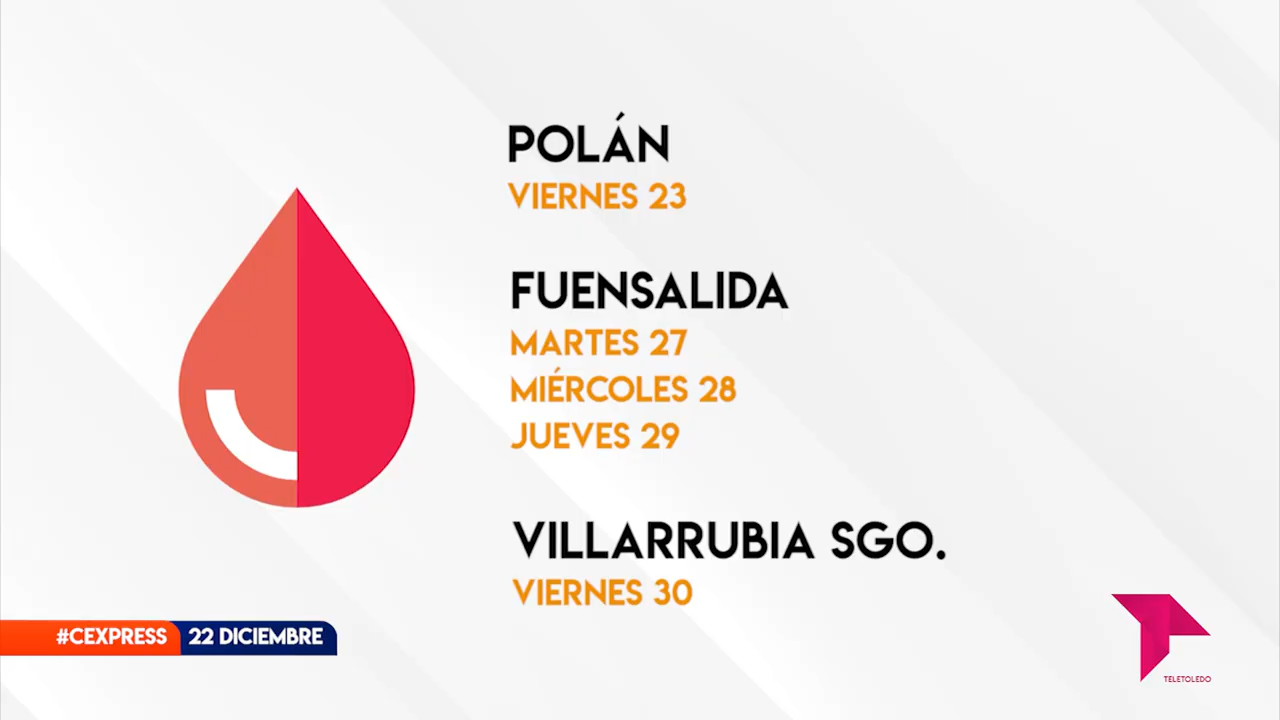 POLÁN
VIERNES 23
FUENSALIDA
MARTES 27
MIÉRCOLES 28
JUEVES 29
VILLARRUBIA SGO.
VIERNES 30
#CEXPRESS 22 DICIEMBRE
TELETOLEDO